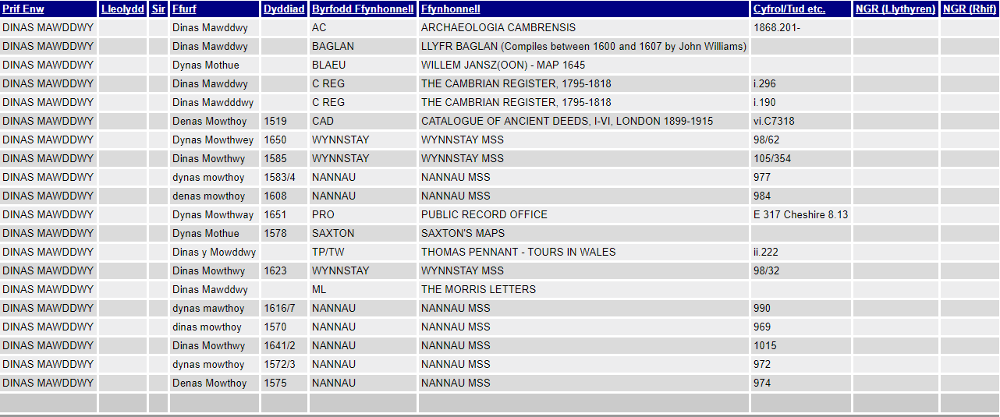 Prif Enw Lleolydd Sir Ffurf Dyddiad Byrfodd Ffynhonnell Ffynhonnell Cyfrol/Tud etc. NGR (Llythyren) NGR (Rhif)
DINAS MAWDDWY Dinas Mawddwy AC ARCHAEOLOGIA CAMBRENSIS 1868.201-
DINAS MAWDDWY Dinas Mawddwy BAGLAN LLYFR BAGLAN (Compiles between 1600 and 1607 by John Williams)
DINAS MAWDDWY Dynas Mothue BLAEU WILLEM JANSZ(OON) - MAP 1645
DINAS MAWDDWY Dinas Mawddwy C REG THE CAMBRIAN REGISTER, 1795-1818 i.296
DINAS MAWDDWY Dinas Mawdddwy C REG THE CAMBRIAN REGISTER, 1795-1818 i.190
DINAS MAWDDWY Denas Mowthoy 1519 CAD CATALOGUE OF ANCIENT DEEDS, I-VI, LONDON 1899-1915 vi.C7318
DINAS MAWDDWY Dynas Mowthwey 1650 WYNNSTAY WYNNSTAY MSS 98/62
DINAS MAWDDWY Dinas Mowthwy 1585 WYNNSTAY WYNNSTAY MSS 105/354
DINAS MAWDDWY dynas mowthoy 1583/4 NANNAU NANNAU MSS 977
DINAS MAWDDWY denas mowthoy 1608 NANNAU NANNAU MSS 984
DINAS MAWDDWY Dynas Mowthway 1651 PRO PUBLIC RECORD OFFICE E 317 Cheshire 8.13
DINAS MAWDDWY Dynas Mothue 1578 SAXTON SAXTON'S MAPS
DINAS MAWDDWY Dinas y Mowddwy TP/TW THOMAS PENNANT - TOURS IN WALES ii.222
DINAS MAWDDWY Dinas Mowthwy 1623 WYNNSTAY WYNNSTAY MSS 98/32
DINAS MAWDDWY Dinas Mawddwy ML THE MORRIS LETTERS
DINAS MAWDDWY dynas mawthoy 1616/7 NANNAU NANNAU MSS 990
DINAS MAWDDWY dinas mowthoy 1570 NANNAU NANNAU MSS 969
DINAS MAWDDWY Dinas Mowthwy 1641/2 NANNAU NANNAU MSS 1015
DINAS MAWDDWY dynas mowthoy 1572/3 NANNAU NANNAU MSS 972
DINAS MAWDDWY Denas Mowthoy 1575 NANNAU NANNAU MSS 974